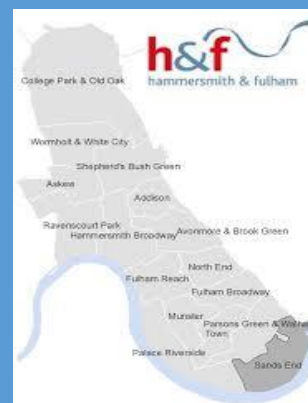 h&f
hammersmith & fulham
College Park & Old Oak
Wormholt & White City
Shepherd's Bush Green
Askew
Addison
Ravenscourt Park
Avonmore & Brook Green
Hammersmith Broadway
North End
Fulham Reach
Fulham Broadway
Munster
Parsons Green & Walham
Town
Palace Riverside
Sands End